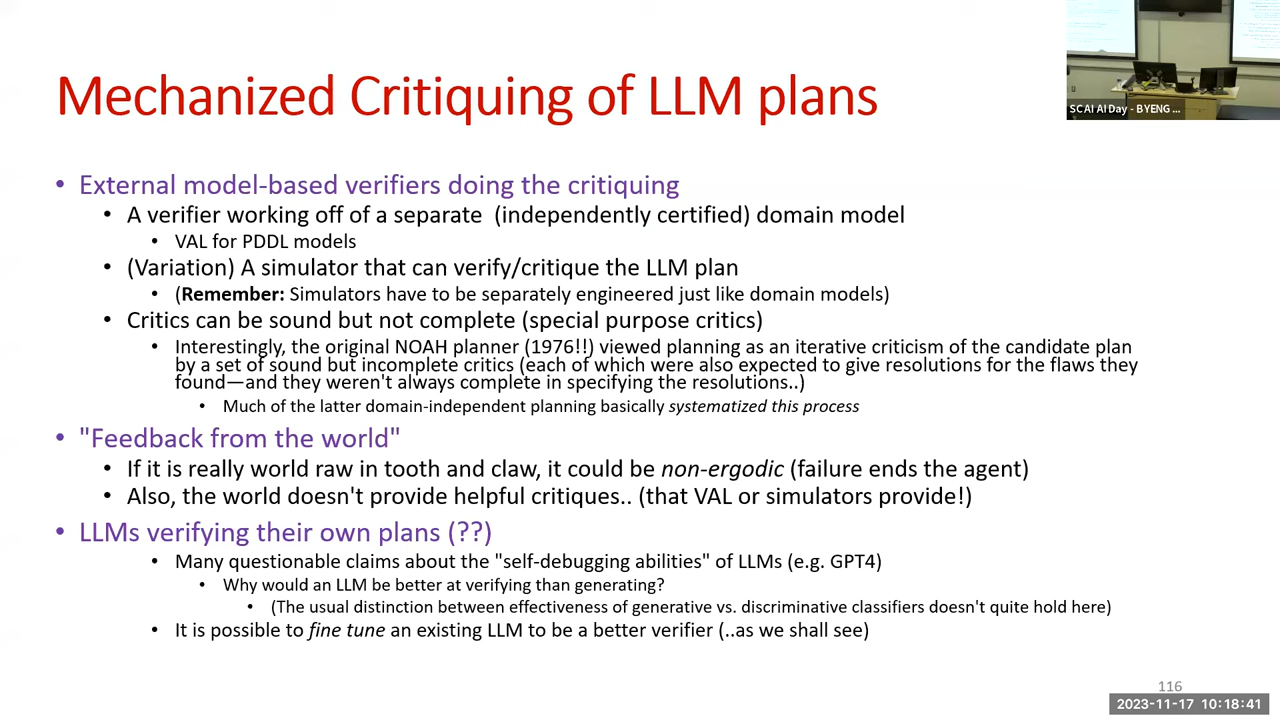 Mechanized Critiquing of LLM plans
SCAI AI Day - BYENG ...
• External model-based verifiers doing the critiquing
• A verifier working off of a separate (independently certified) domain model
• VAL for PDDL models
• (Variation) A simulator that can verify/critique the LLM plan
• (Remember: Simulators have to be separately engineered just like domain models)
• Critics can be sound but not complete (special purpose critics)
• Interestingly, the original NOAH planner (1976!!) viewed planning as an iterative criticism of the candidate plan
by a set of sound but incomplete critics (each of which were also expected to give resolutions for the flaws they
found—and they weren't always complete in specifying the resolutions..)
• Much of the latter domain-independent planning basically systematized this process
• "Feedback from the world"
• If it is really world raw in tooth and claw, it could be non-ergodic (failure ends the agent)
• Also, the world doesn't provide helpful critiques.. (that VAL or simulators provide!)
• LLMs verifying their own plans (??)
• Many questionable claims about the "self-debugging abilities" of LLMs (e.g. GPT4)
• Why would an LLM be better at verifying than generating?
• (The usual distinction between effectiveness of generative vs. discriminative classifiers doesn't quite hold here)
• It is possible to fine tune an existing LLM to be a better verifier (..as we shall see)
116
2023-11-17 10:18:41